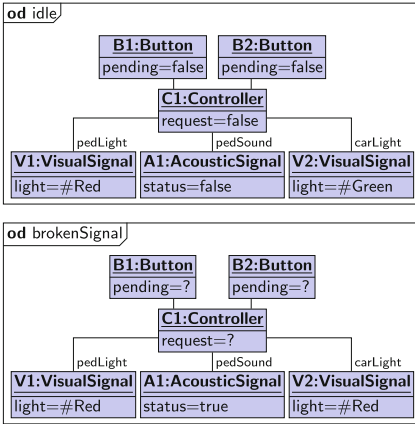 od idle
B1:Button B2:Button
pending=false pending=false
C1:Controller
request=false
pedLight pedSound carLight
V1:VisualSignal A1:AcousticSignal V2:VisualSignal
light=#Red status=false light=#Green
od brokenSignal
B1:Button B2:Button
pending=? pending=?
C1:Controller
request=?
pedLight pedSound carLight
V1:VisualSignal A1:AcousticSignal V2:VisualSignal
light=#Red status=true light=#Red